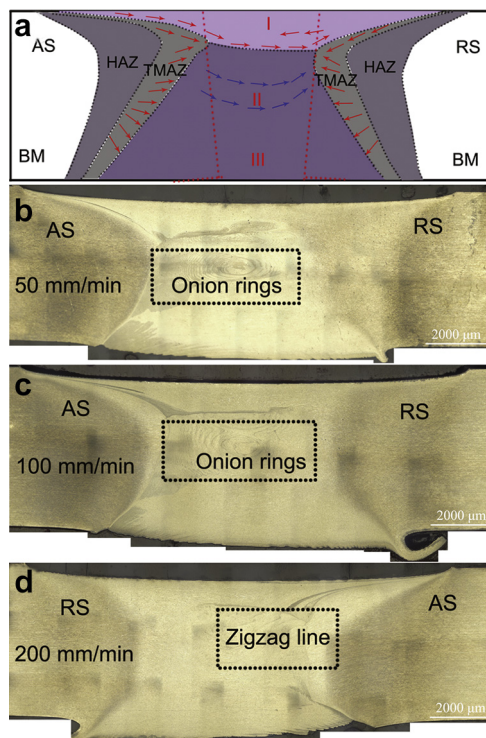 a
I
AS
RS
HAZ
TMAZ
TMAZ
HAZ
II
BM
III
BM
b
AS
RS
50 mm/min
Onion rings
2000 μm
c
AS
RS
100 mm/min
Onion rings
2000 μm
d
RS
AS
Zigzag line
200 mm/min
2000 μm